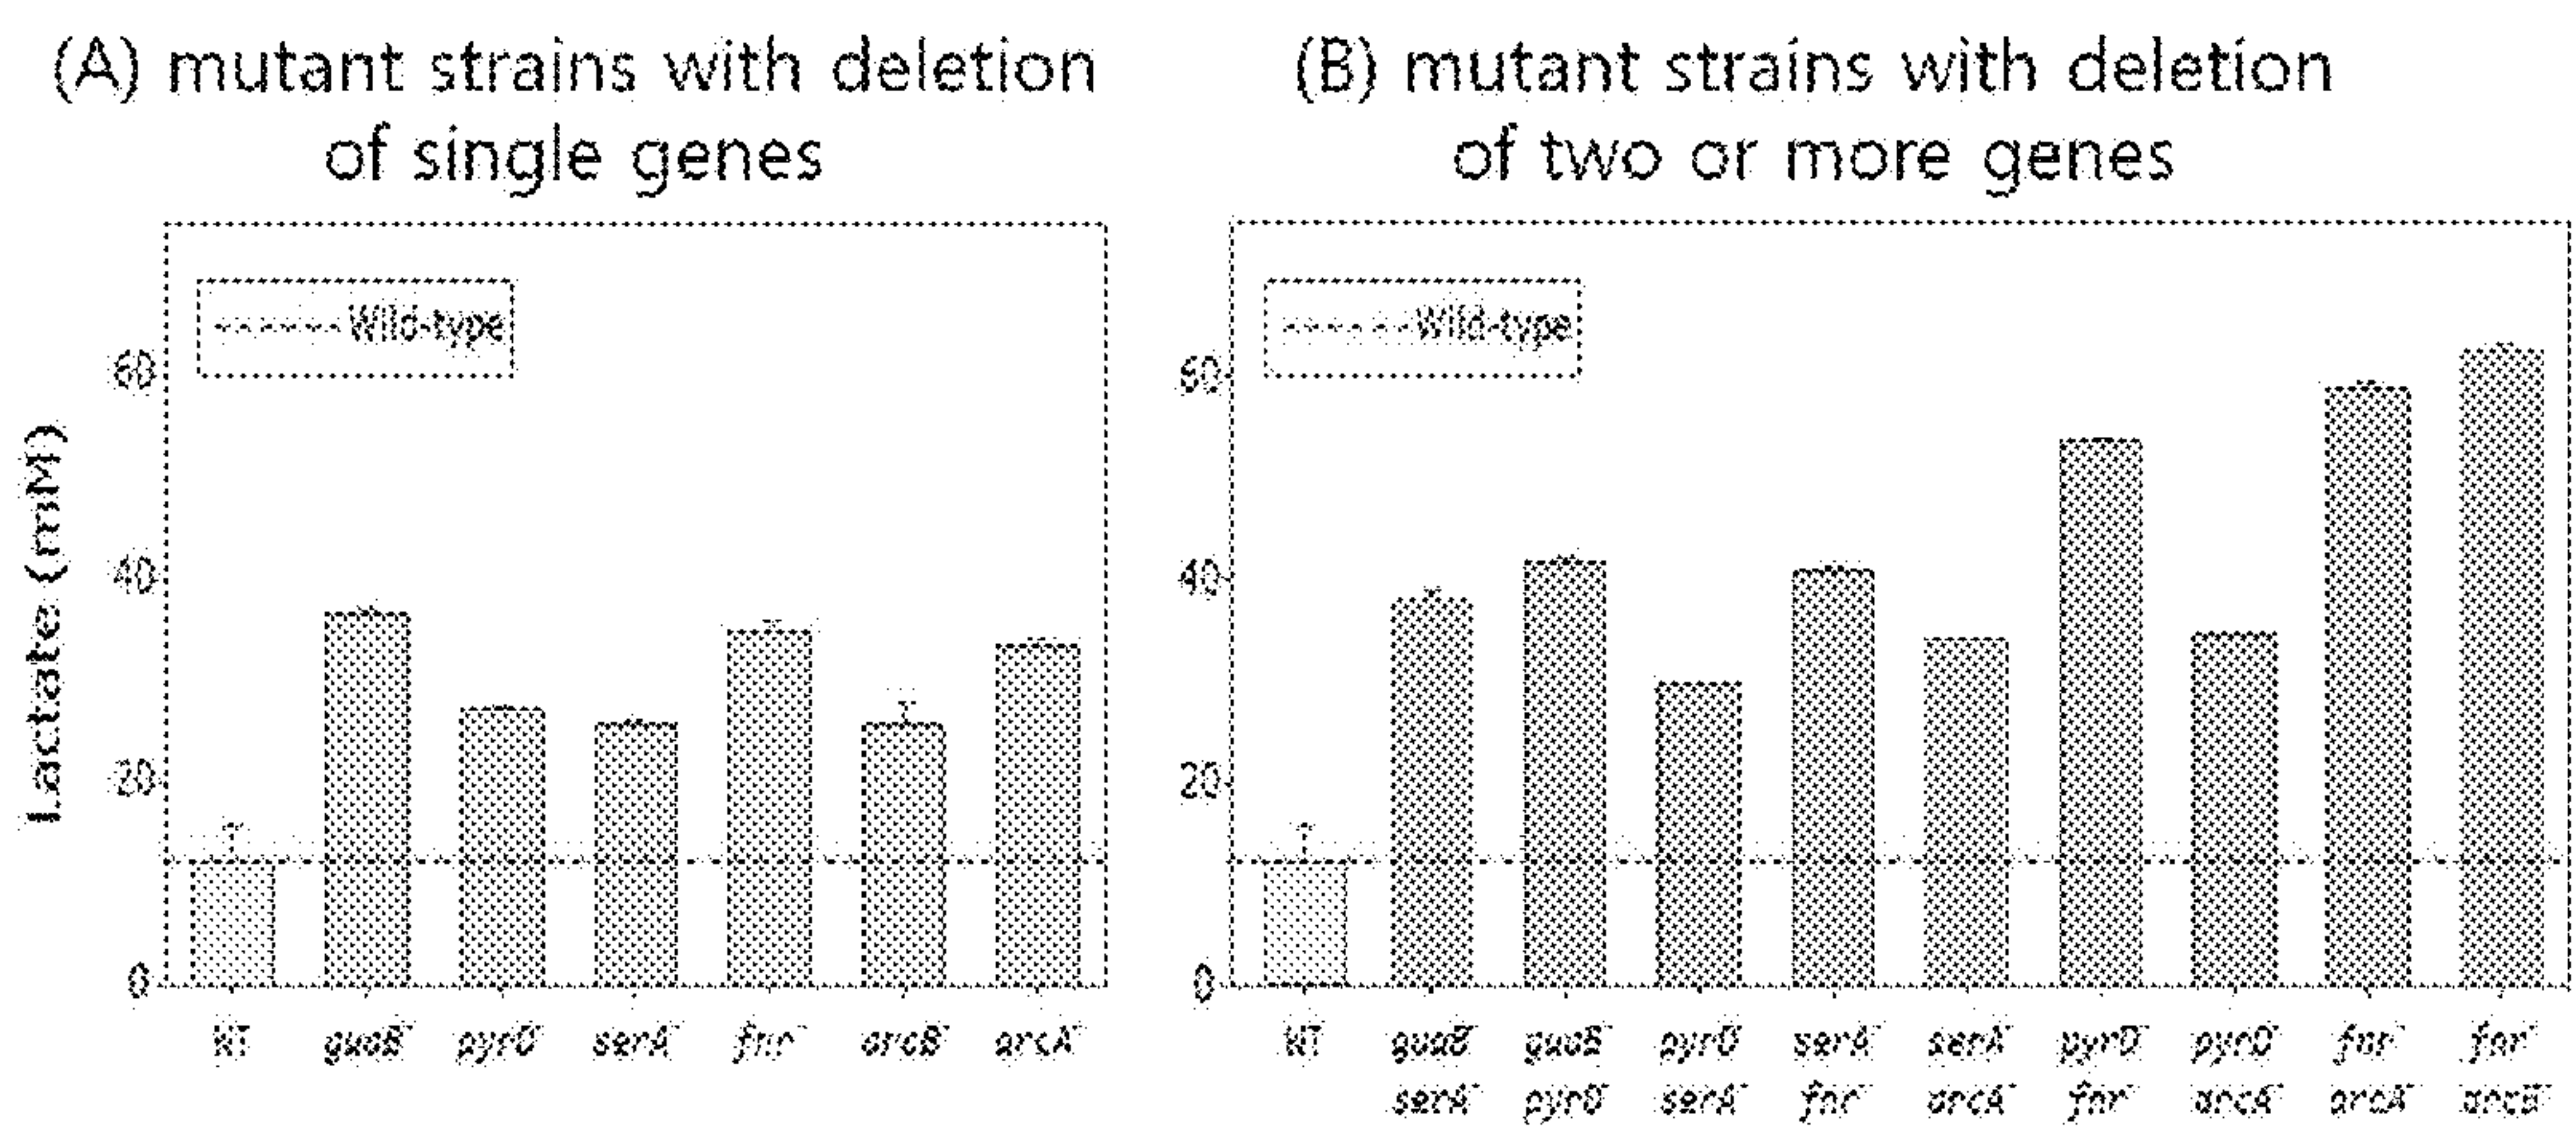 (A) mutant strains with deletion
of single genes
(B) mutant strains with deletion
of two or more genes
Lactate (mM)
Wild-type
60
40
20
0
WT guaB⁻ pyrD⁻ serA⁻ fnr⁻ arcB⁻ arcA⁻
Wild-type
60
40
20
0
WT guaB⁻ guaB⁻ pyrD⁻ serA⁻ serA⁻ pyrD⁻ pyrD⁻ fnr⁻ fnr⁻
serA⁻ pyrD⁻ serA⁻ fnr⁻ arcA⁻ fnr⁻ arcA⁻ arcA⁻ arcB⁻